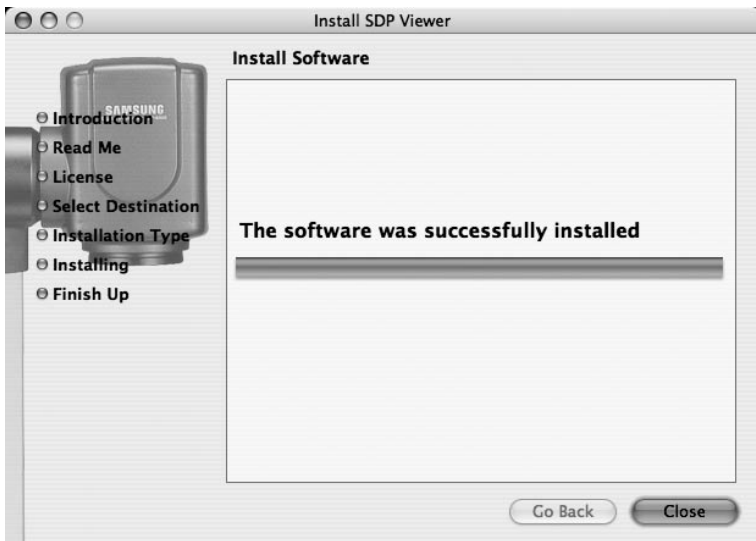 Install SDP Viewer
Install Software
SAMSUNG
Introduction
Read Me
License
Select Destination
Installation Type
Installing
Finish Up
The software was successfully installed
Go Back
Close